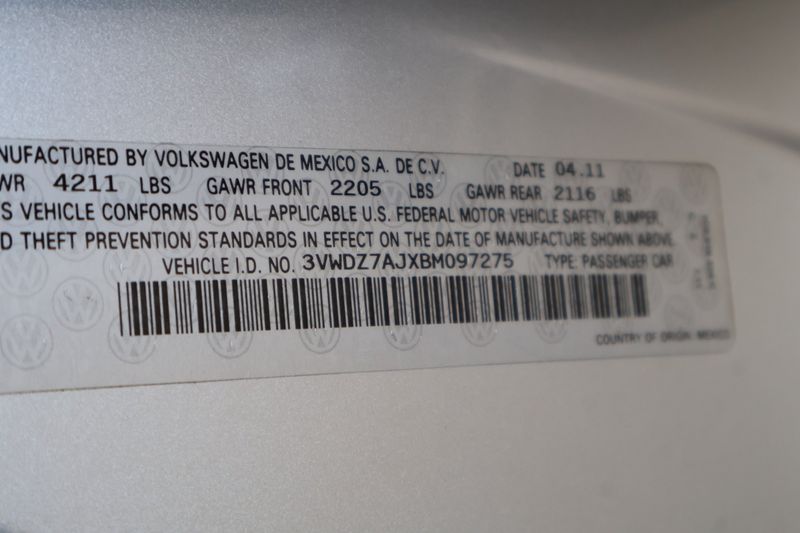 NUFACTURED BY VOLKSWAGEN DE MEXICO S.A. DE C.V. DATE 04.11
WR 4211 LBS GAWR FRONT 2205 LBS GAWR REAR 2116 LBS
S VEHICLE CONFORMS TO ALL APPLICABLE U.S. FEDERAL MOTOR VEHICLE SAFETY, BUMPER,
D THEFT PREVENTION STANDARDS IN EFFECT ON THE DATE OF MANUFACTURE SHOWN ABOVE.
VEHICLE I.D. NO. 3VWDZ7AJXBM097275 TYPE: PASSENGER CAR
COUNTRY OF ORIGIN: MEXICO